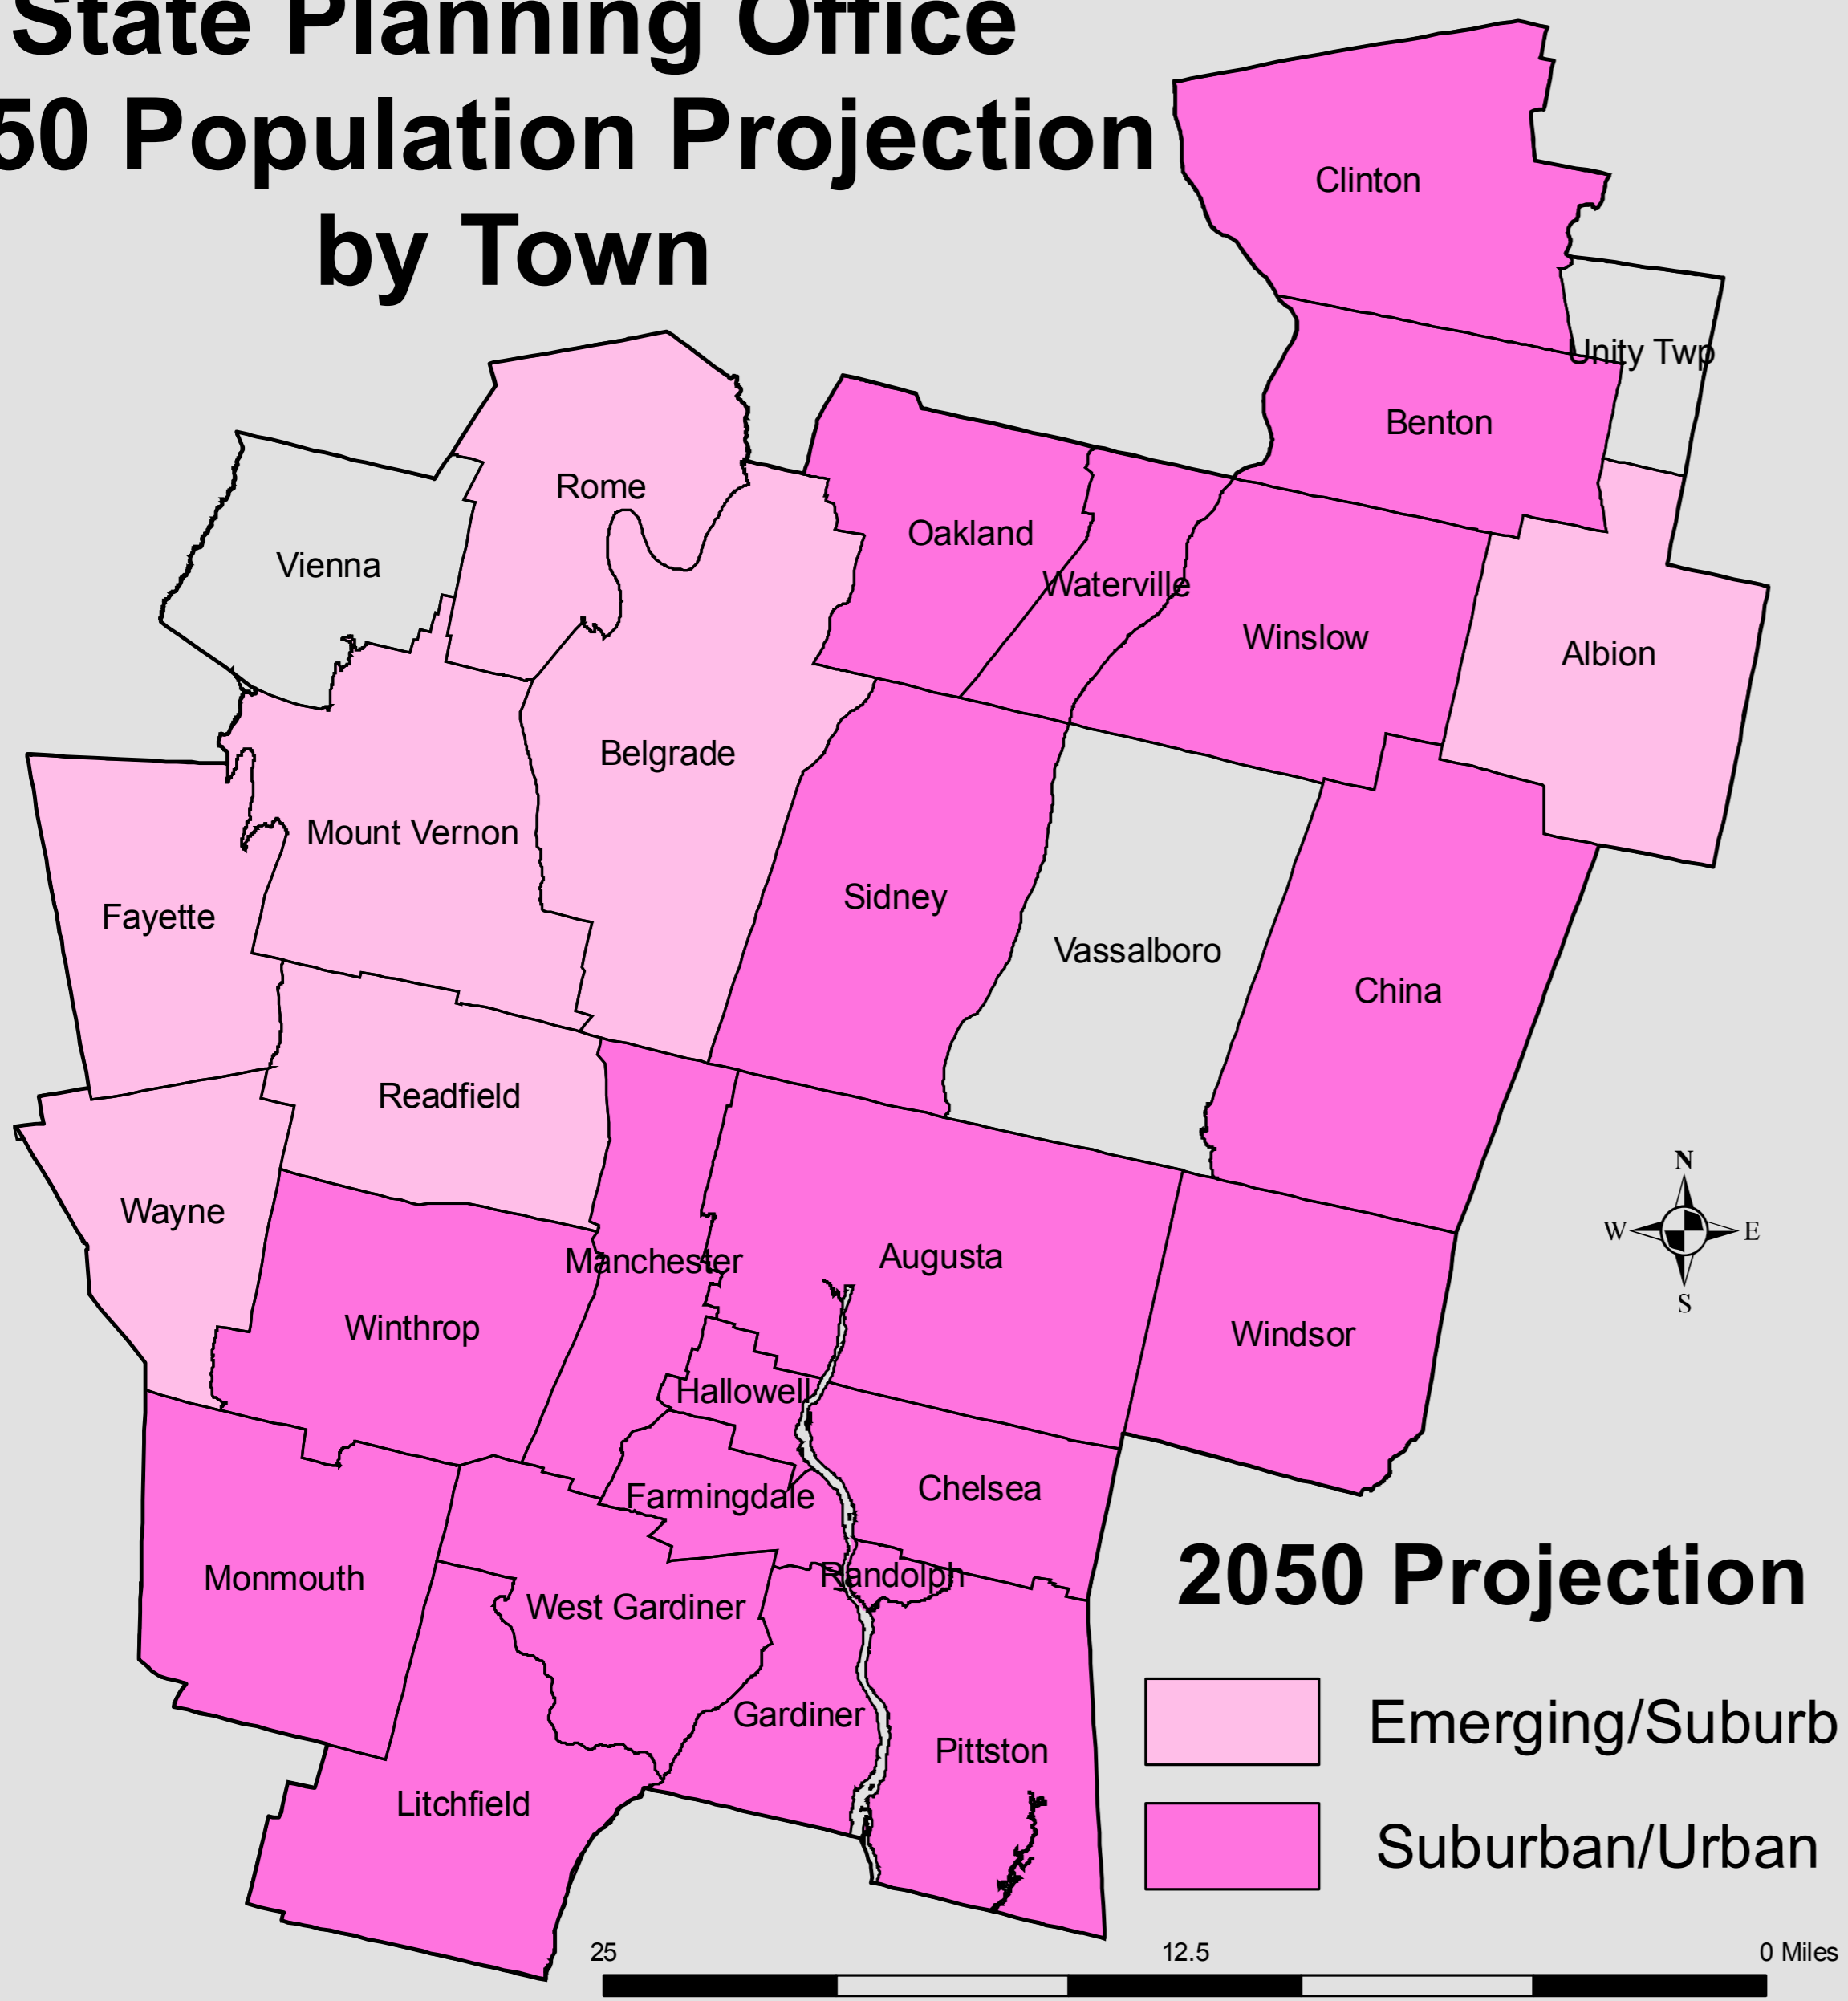 State Planning Office
50 Population Projection
by Town
Clinton
Unity Twp
Benton
Rome
Oakland
Vienna
Waterville
Winslow
Albion
Belgrade
Mount Vernon
Sidney
Fayette
Vassalboro
China
Readfield
N
Wayne
W E
Manchester
Augusta
S
Winthrop
Windsor
Hallowell
Chelsea
Farmingdale
2050 Projection
Randolph
Monmouth
West Gardiner
Gardiner
Emerging/Suburb
Pittston
Litchfield
Suburban/Urban
25 12.5 0 Miles